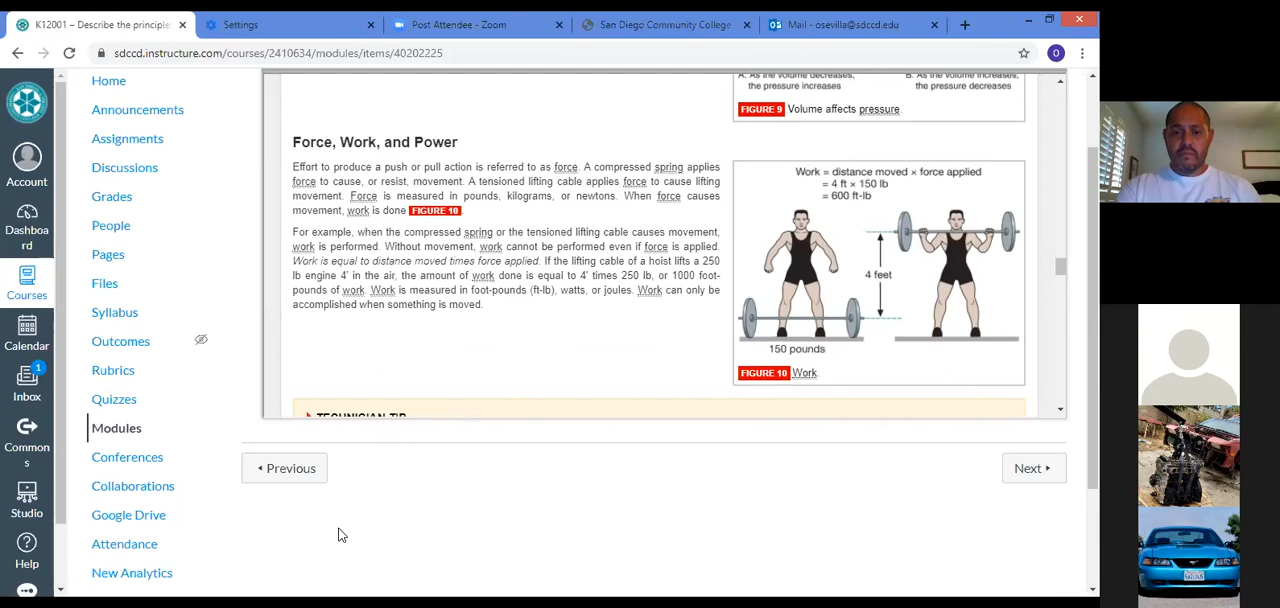 K12001 – Describe the principle
Settings
Post Attendee - Zoom
San Diego Community College
Mail - osevilla@sdccd.edu
sdccd.instructure.com/courses/2410634/modules/items/40202225
O
Account
Dashboa
rd
Courses
Calendar
1
Inbox
Common
s
Studio
Help
Home
Announcements
Assignments
Discussions
Grades
People
Pages
Files
Syllabus
Outcomes
Rubrics
Quizzes
Modules
Conferences
Collaborations
Google Drive
Attendance
New Analytics
A. As the volume decreases,
the pressure increases
B. As the volume increases,
the pressure decreases
FIGURE 9 Volume affects pressure.
Force, Work, and Power
Effort to produce a push or pull action is referred to as force. A compressed spring applies
force to cause, or resist, movement. A tensioned lifting cable applies force to cause lifting
movement. Force is measured in pounds, kilograms, or newtons. When force causes
movement, work is done FIGURE 10.
For example, when the compressed spring or the tensioned lifting cable causes movement,
work is performed. Without movement, work cannot be performed even if force is applied.
Work is equal to distance moved times force applied. If the lifting cable of a hoist lifts a 250
lb engine 4' in the air, the amount of work done is equal to 4' times 250 lb, or 1000 foot-
pounds of work. Work is measured in foot-pounds (ft-lb), watts, or joules. Work can only be
accomplished when something is moved.
Work = distance moved × force applied
= 4 ft × 150 lb
= 600 ft-lb
4 feet
150 pounds
FIGURE 10 Work.
TECHNICIAN TIP
Previous
Next